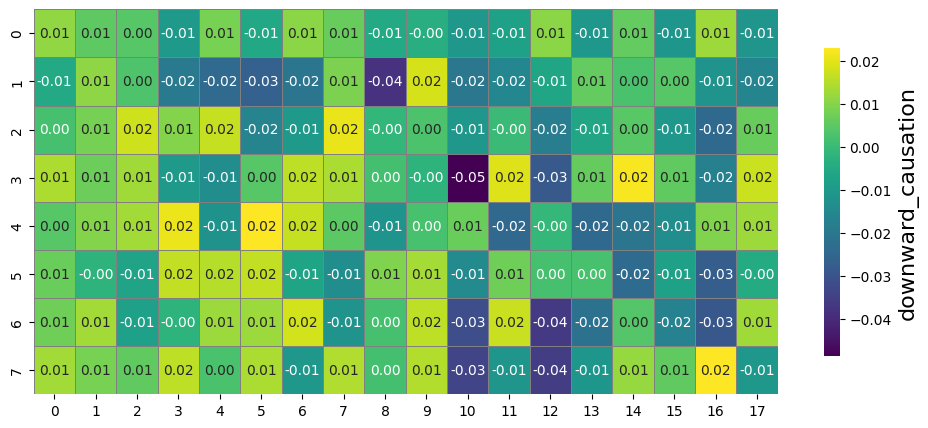 0 0.01 0.01 0.00 -0.01 0.01 -0.01 0.01 0.01 -0.01 -0.00 -0.01 -0.01 0.01 -0.01 0.01 -0.01 0.01 -0.01
1 -0.01 0.01 0.00 -0.02 -0.02 -0.03 -0.02 0.01 -0.04 0.02 -0.02 -0.02 -0.01 0.01 0.00 0.00 -0.01 -0.02
2 0.00 0.01 0.02 0.01 0.02 -0.02 -0.01 0.02 -0.00 0.00 -0.01 -0.00 -0.02 -0.01 0.00 -0.01 -0.02 0.01
3 0.01 0.01 0.01 -0.01 -0.01 0.00 0.02 0.01 0.00 -0.00 -0.05 0.02 -0.03 0.01 0.02 0.01 -0.02 0.02
4 0.00 0.01 0.01 0.02 -0.01 0.02 0.02 0.00 -0.01 0.00 0.01 -0.02 -0.00 -0.02 -0.02 -0.01 0.01 0.01
5 0.01 -0.00 -0.01 0.02 0.02 0.02 -0.01 -0.01 0.01 0.01 -0.01 0.01 0.00 0.00 -0.02 -0.01 -0.03 -0.00
6 0.01 0.01 -0.01 -0.00 0.01 0.01 0.02 -0.01 0.00 0.02 -0.03 0.02 -0.04 -0.02 0.00 -0.02 -0.03 0.01
7 0.01 0.01 0.01 0.02 0.00 0.01 -0.01 0.01 0.00 0.01 -0.03 -0.01 -0.04 -0.01 0.01 0.01 0.02 -0.01
0 1 2 3 4 5 6 7 8 9 10 11 12 13 14 15 16 17
0.02
0.01
0.00
−0.01
−0.02
−0.03
−0.04
downward_causation